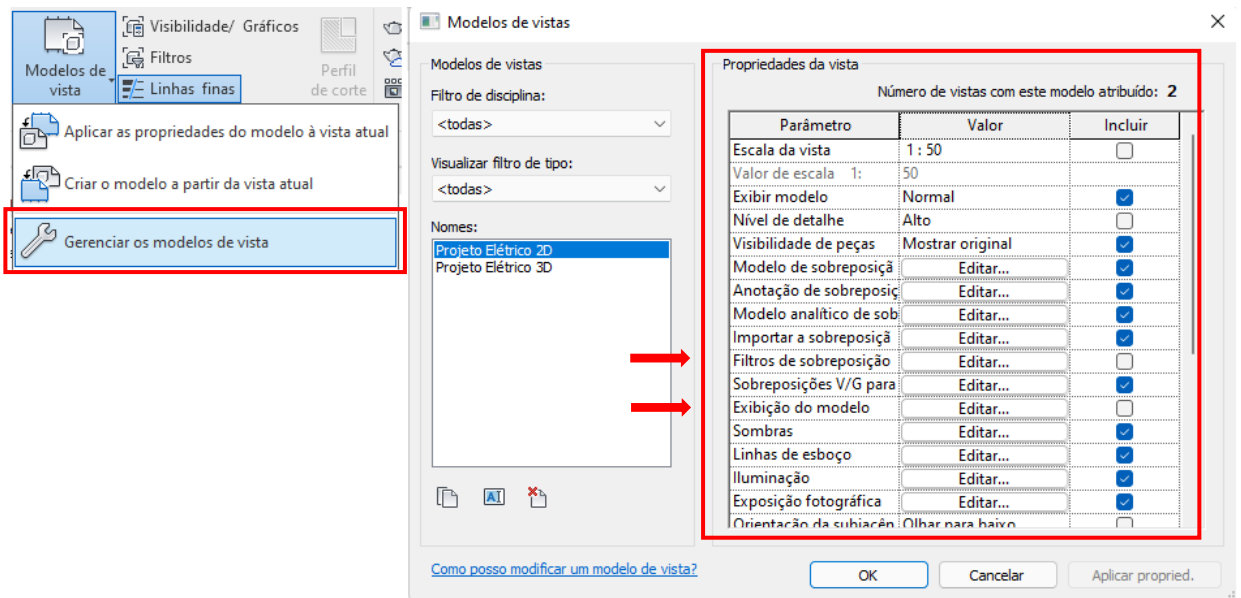 Modelos de vista
Visibilidade/ Gráficos
Filtros
Linhas finas
Perfil de corte
Aplicar as propriedades do modelo à vista atual
Criar o modelo a partir da vista atual
Gerenciar os modelos de vista
Modelos de vistas
Modelos de vistas
Filtro de disciplina:
<todas>
Visualizar filtro de tipo:
<todas>
Nomes:
Projeto Elétrico 2D
Projeto Elétrico 3D
Como posso modificar um modelo de vista?
Propriedades da vista
Número de vistas com este modelo atribuído: 2
Parâmetro Valor Incluir
Escala da vista 1 : 50
Valor de escala 1: 50
Exibir modelo Normal
Nível de detalhe Alto
Visibilidade de peças Mostrar original
Modelo de sobreposiçã Editar...
Anotação de sobreposiç Editar...
Modelo analítico de sob Editar...
Importar a sobreposiçã Editar...
Filtros de sobreposição Editar...
Sobreposições V/G para Editar...
Exibição do modelo Editar...
Sombras Editar...
Linhas de esboço Editar...
Iluminação Editar...
Exposição fotográfica Editar...
Orientação da subjacên Olhar para baixo
OK Cancelar Aplicar propried.